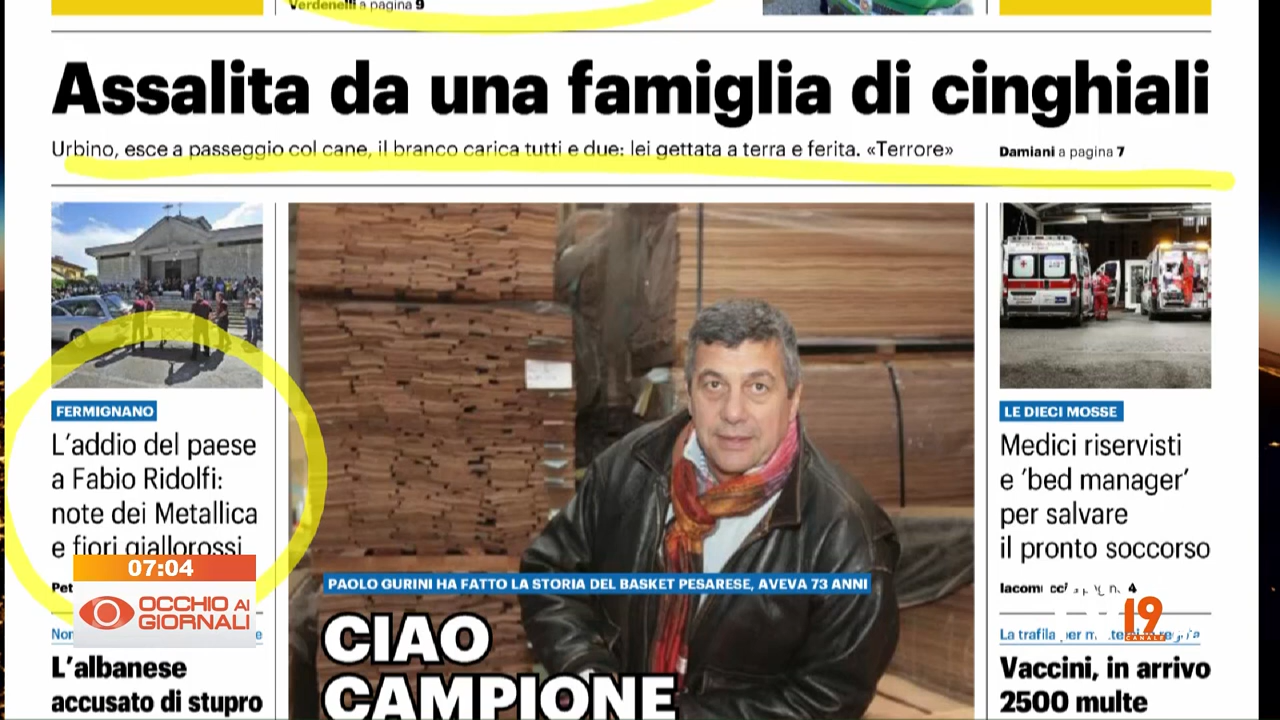 Verdenelli a pagina 9
Assalita da una famiglia di cinghiali
Urbino, esce a passeggio col cane, il branco carica tutti e due: lei gettata a terra e ferita. «Terrore»
Damiani a pagina 7
FERMIGNANO
L'addio del paese
a Fabio Ridolfi:
note dei Metallica
e fiori giallorossi
PAOLO GURINI HA FATTO LA STORIA DEL BASKET PESARESE, AVEVA 73 ANNI
CIAO
CAMPIONE
LE DIECI MOSSE
Medici riservisti
e 'bed manager'
per salvare
il pronto soccorso
4
07:04
OCCHIO AI
GIORNALI
19
CANALE
La trafila
L'albanese
accusato di stupro
Vaccini, in arrivo
2500 multe